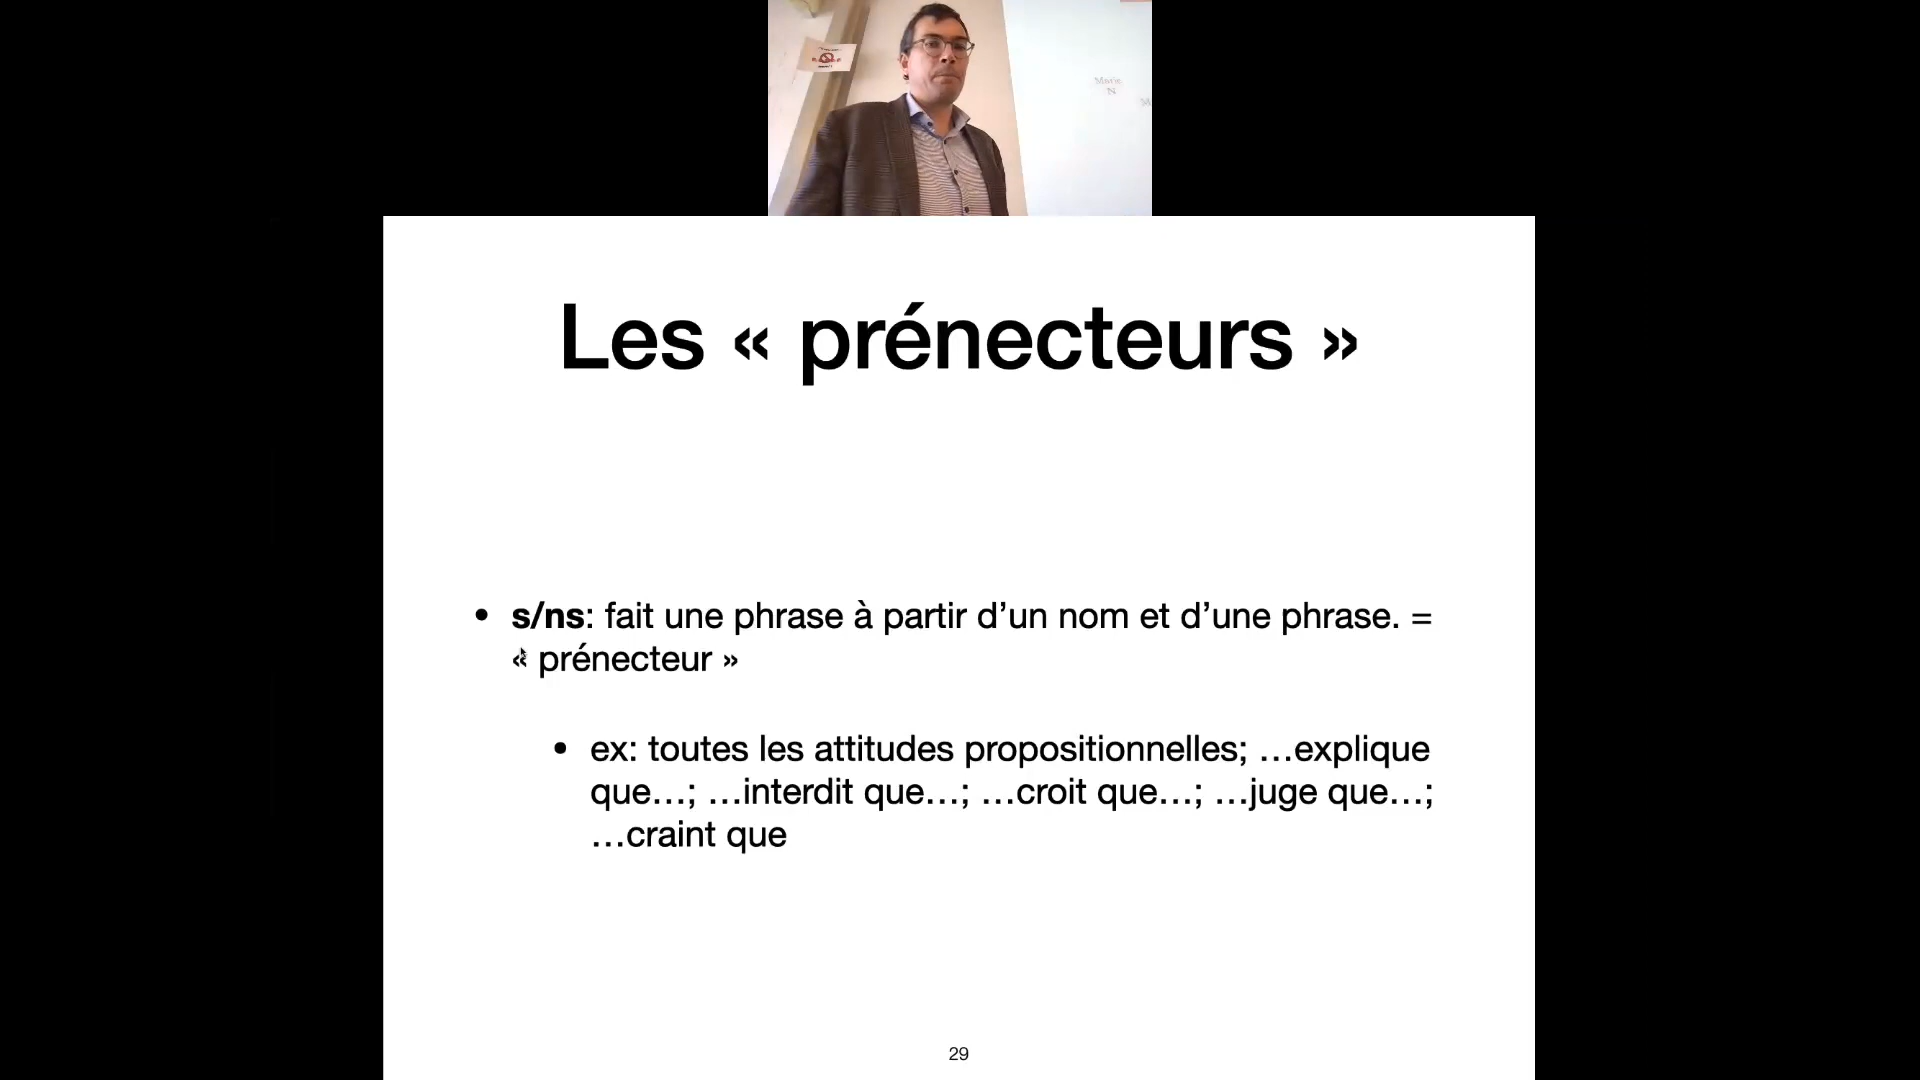 Marie
N
M
Les « prénecteurs »
• s/ns: fait une phrase à partir d’un nom et d’une phrase. =
« prénecteur »
• ex: toutes les attitudes propositionnelles; …explique
que…; …interdit que…; …croit que…; …juge que…;
…craint que
29